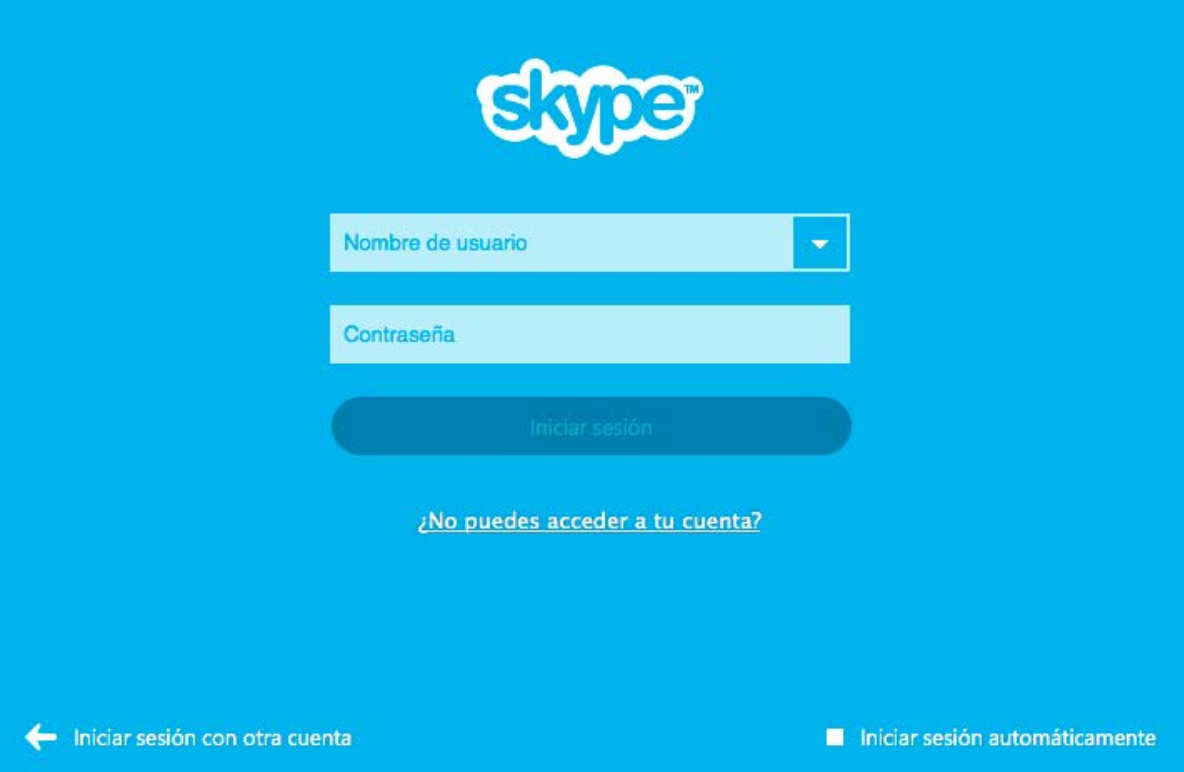 skype™
Nombre de usuario
Contraseña
Iniciar sesión
¿No puedes acceder a tu cuenta?
Iniciar sesión con otra cuenta
Iniciar sesión automáticamente